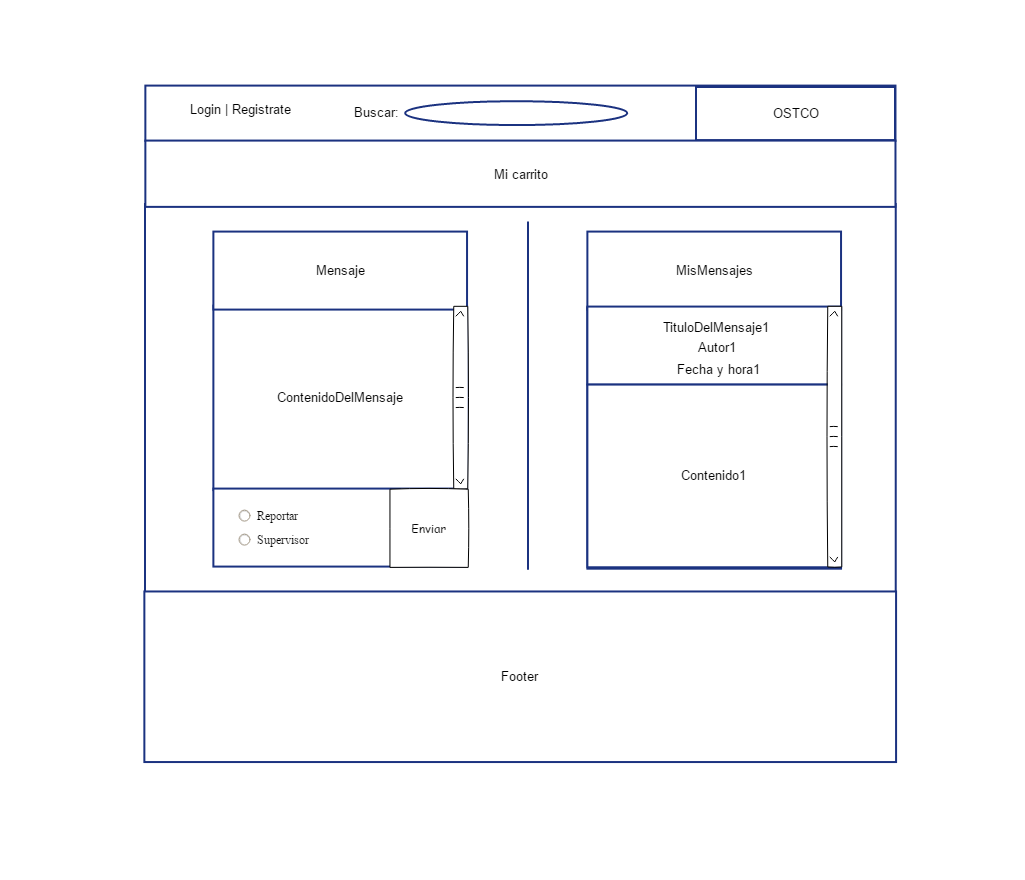 Login | Registrate
Buscar:
OSTCO
Mi carrito
Mensaje
ContenidoDelMensaje
Reportar
Supervisor
Enviar
MisMensajes
TituloDelMensaje1
Autor1
Fecha y hora1
Contenido1
Footer